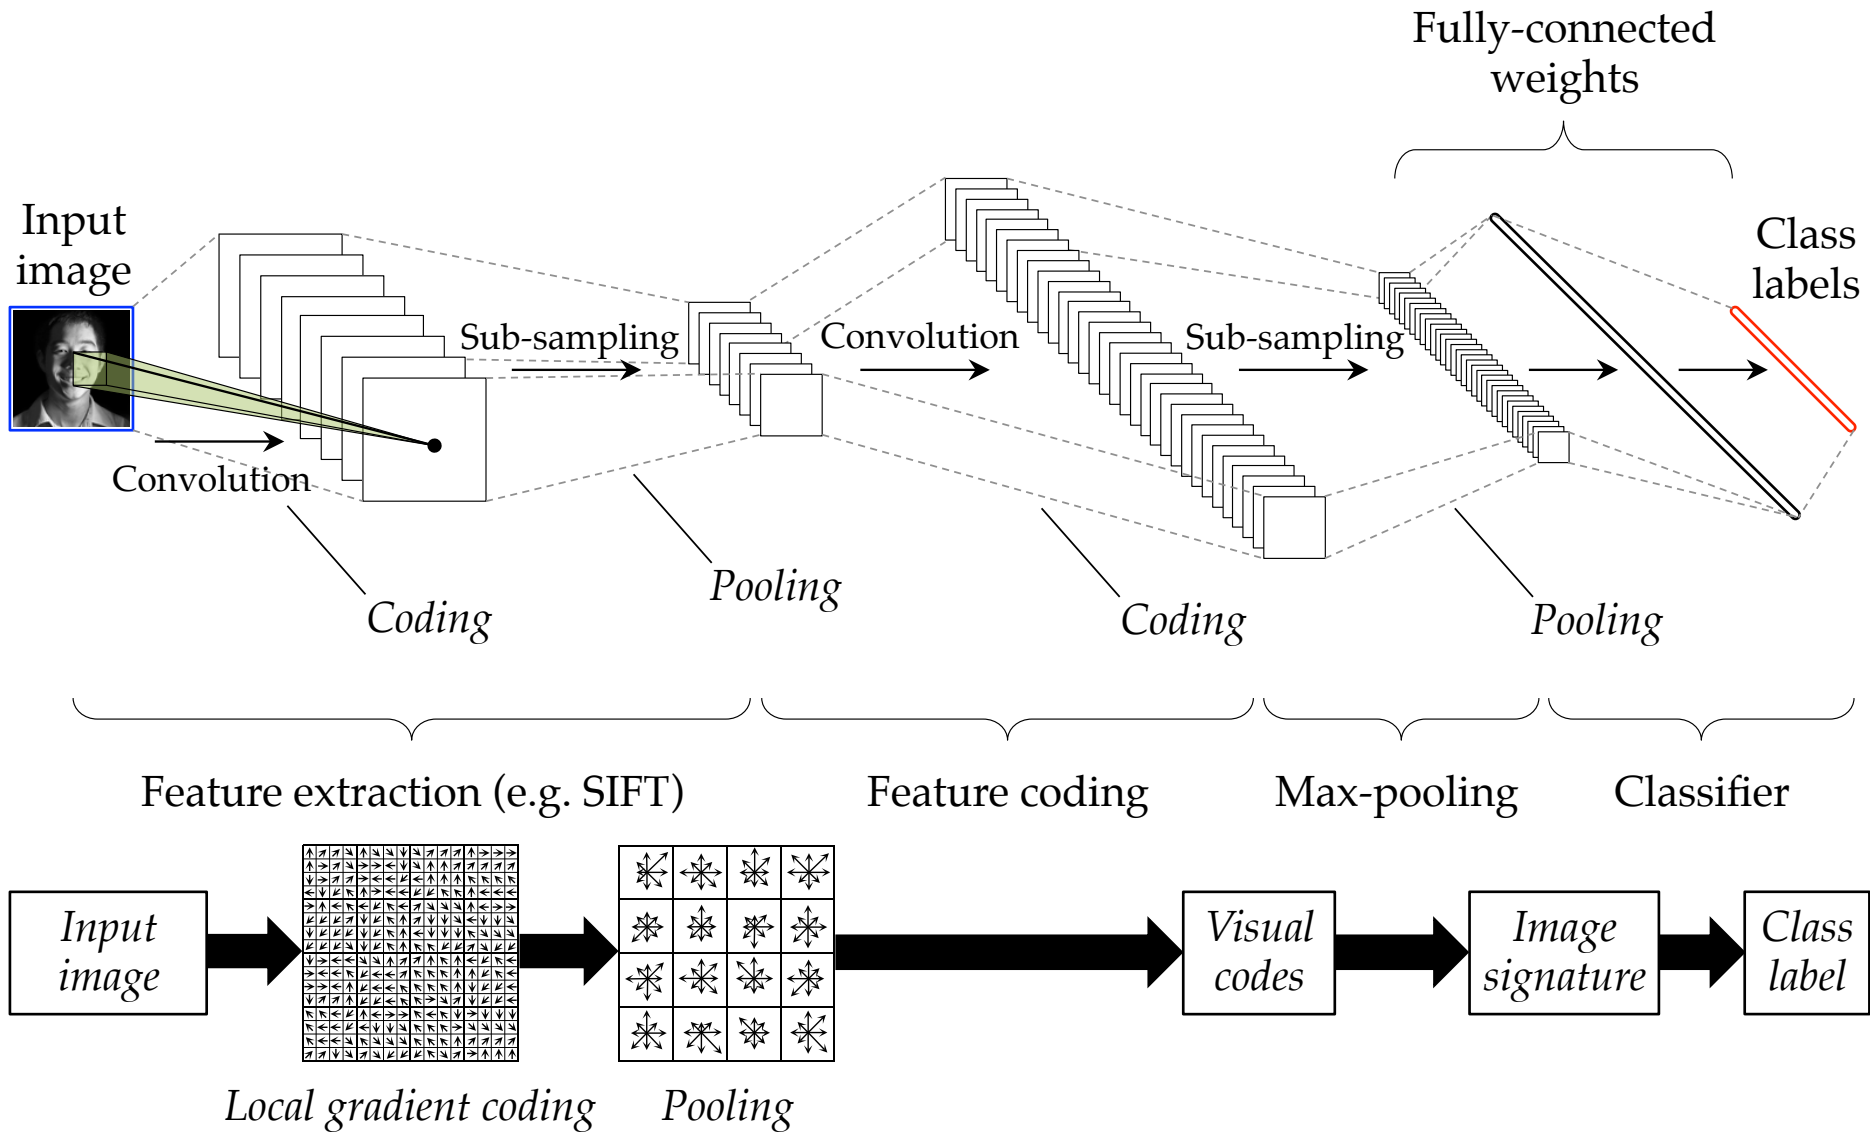 Fully-connected
weights
Input
image
Class
labels
Sub-sampling
Convolution
Sub-sampling
Convolution
Pooling
Coding
Coding
Pooling
Feature extraction (e.g. SIFT)
Feature coding
Max-pooling
Classifier
Input
image
Visual
codes
Image
signature
Class
label
Local gradient coding
Pooling